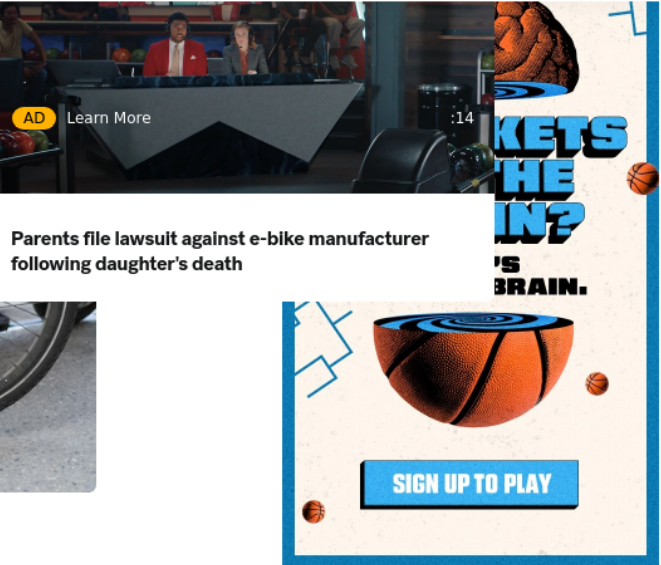 AD Learn More :14
Parents file lawsuit against e-bike manufacturer
following daughter's death
KETS
THE
IN?
'S
BRAIN.
SIGN UP TO PLAY